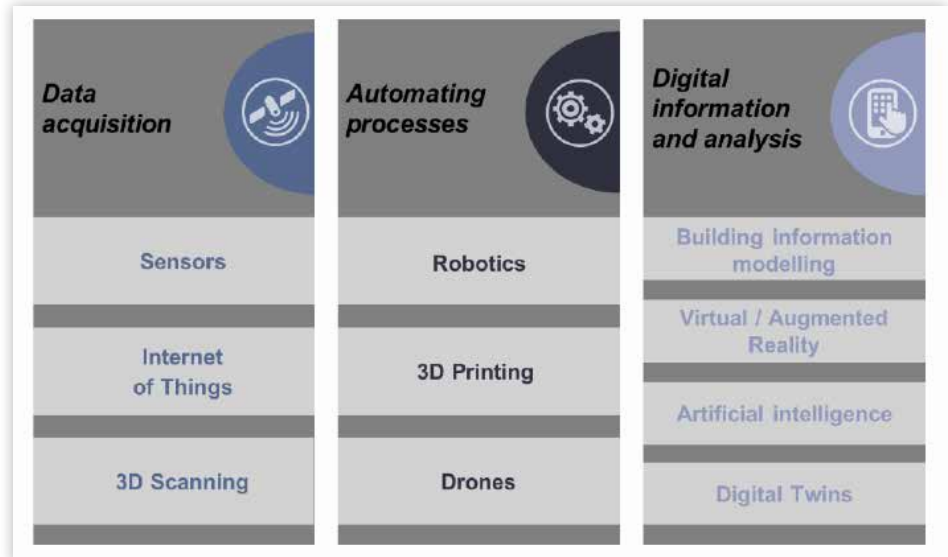 Data
acquisition
Sensors
Internet
of Things
3D Scanning
Automating
processes
Robotics
3D Printing
Drones
Digital
information
and analysis
Building information
modelling
Virtual / Augmented
Reality
Artificial intelligence
Digital Twins